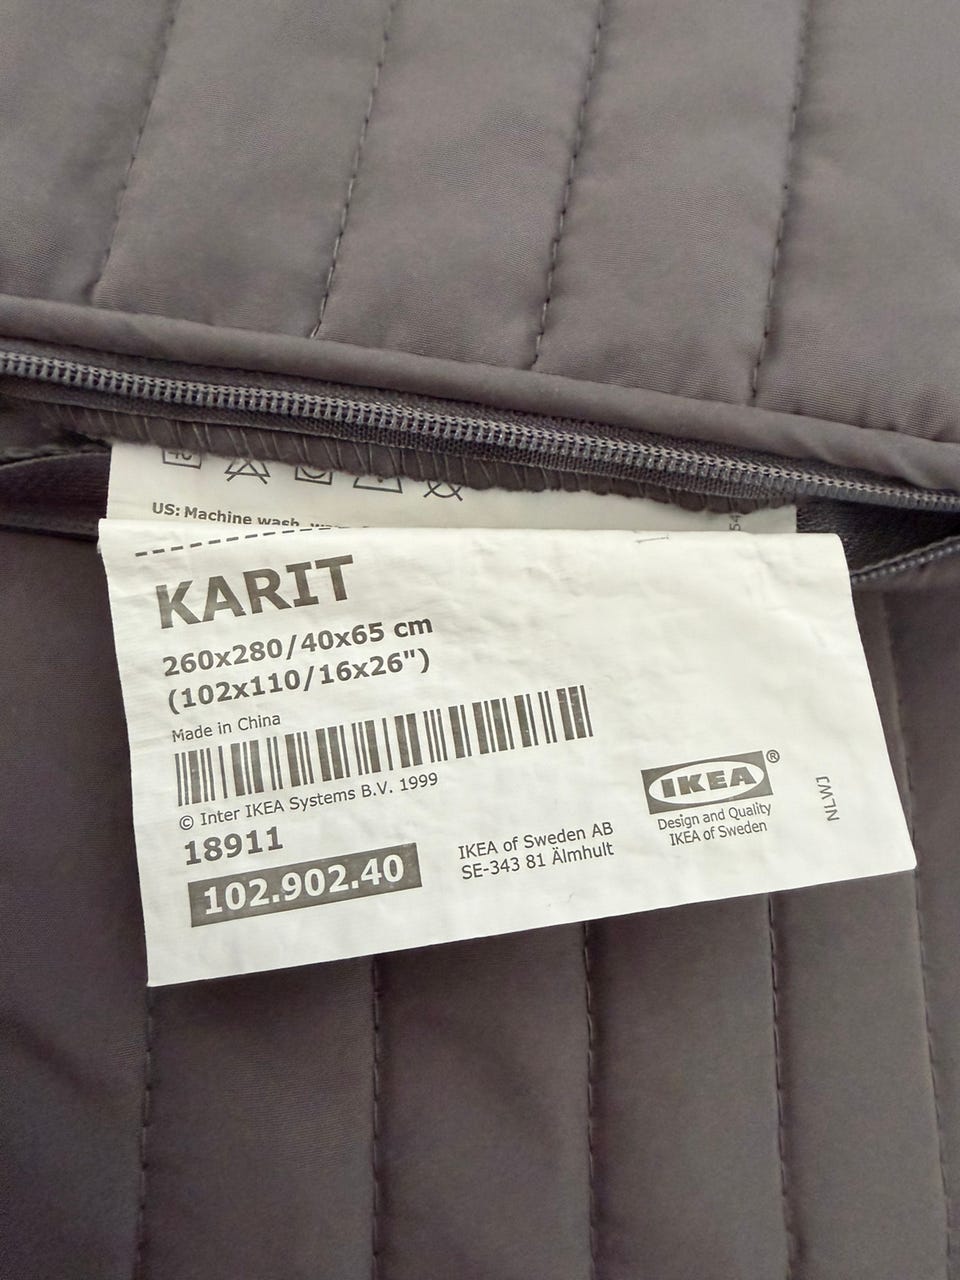 US: Machine wash, wa
KARIT
260x280/40x65 cm
(102x110/16x26")
Made in China
© Inter IKEA Systems B.V. 1999
18911
102.902.40
IKEA of Sweden AB
SE-343 81 Älmhult
IKEA®
Design and Quality
IKEA of Sweden
NLWJ